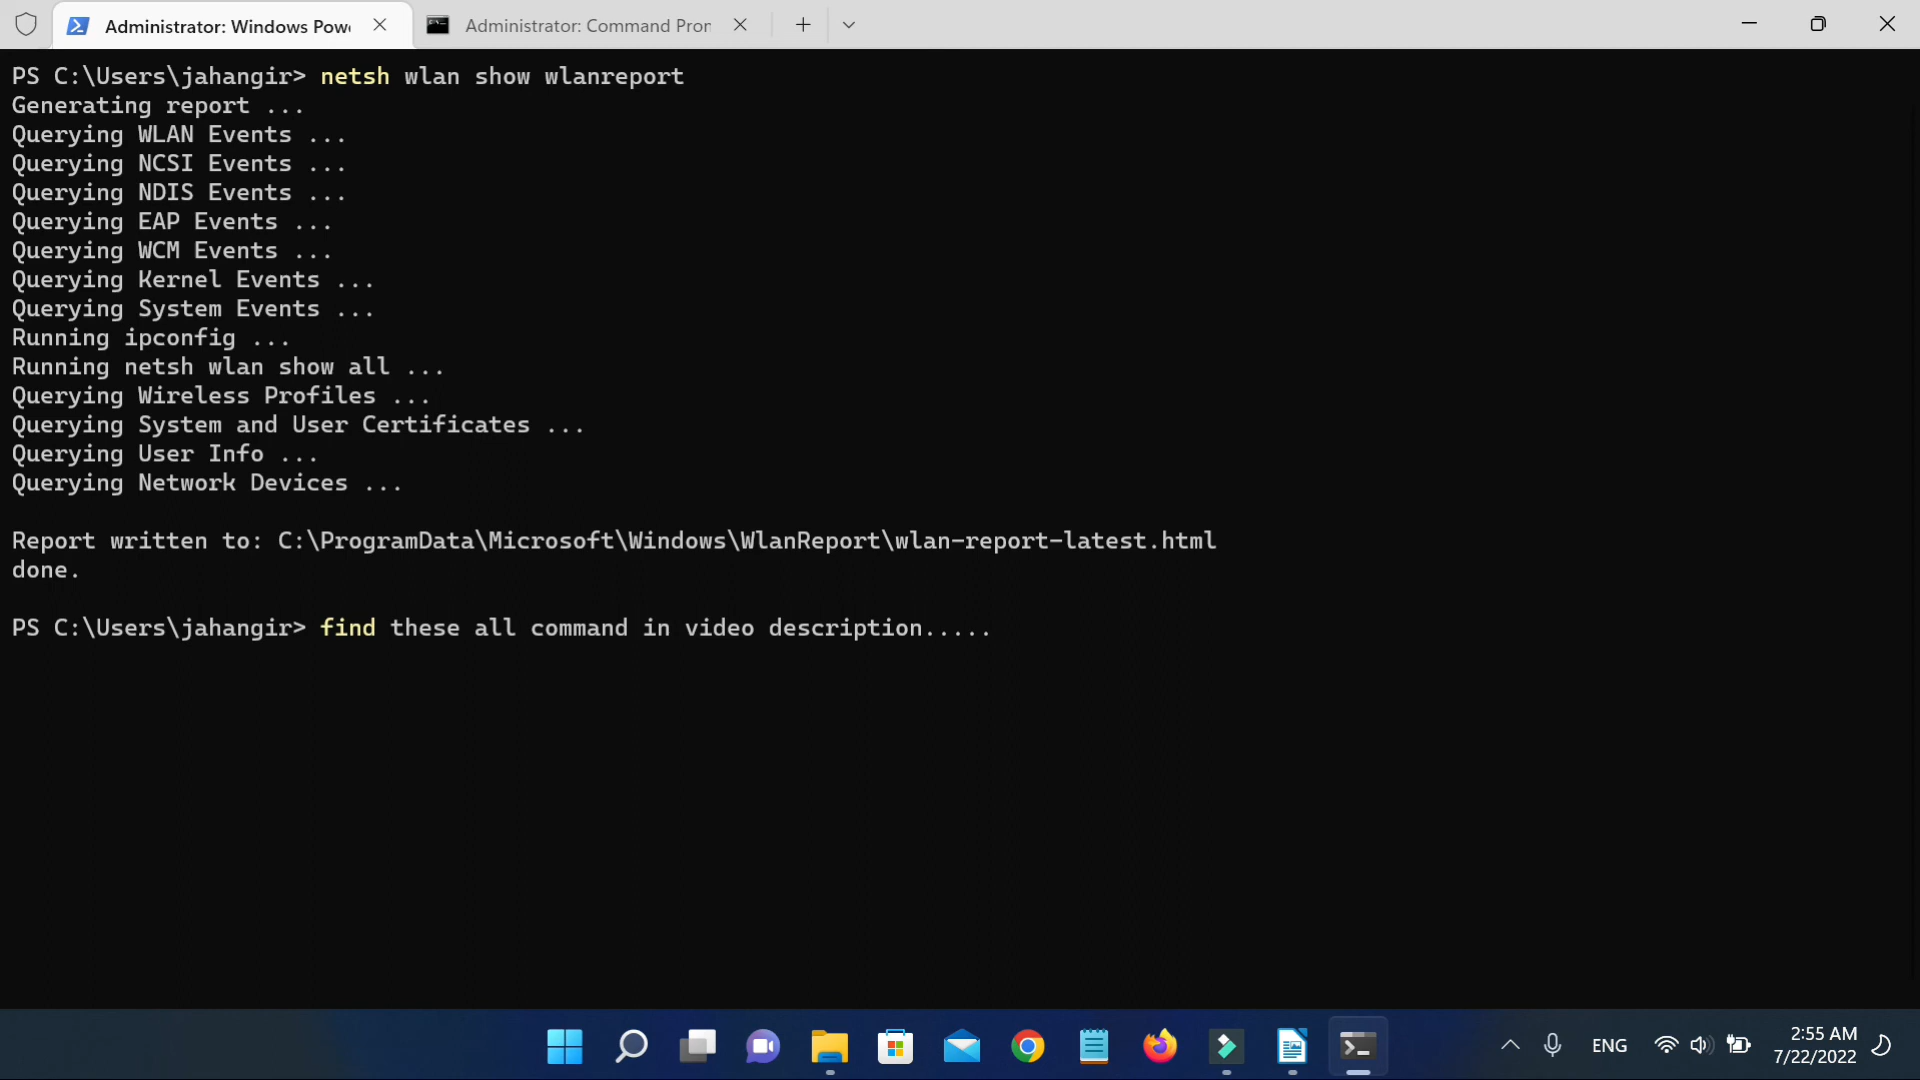 Administrator: Windows Pow
Administrator: Command Pron
PS C:\Users\jahangir> netsh wlan show wlanreport
Generating report ...
Querying WLAN Events ...
Querying NCSI Events ...
Querying NDIS Events ...
Querying EAP Events ...
Querying WCM Events ...
Querying Kernel Events ...
Querying System Events ...
Running ipconfig ...
Running netsh wlan show all ...
Querying Wireless Profiles ...
Querying System and User Certificates ...
Querying User Info ...
Querying Network Devices ...
Report written to: C:\ProgramData\Microsoft\Windows\WlanReport\wlan-report-latest.html
done.
PS C:\Users\jahangir> find these all command in video description.....
ENG
2:55 AM
7/22/2022